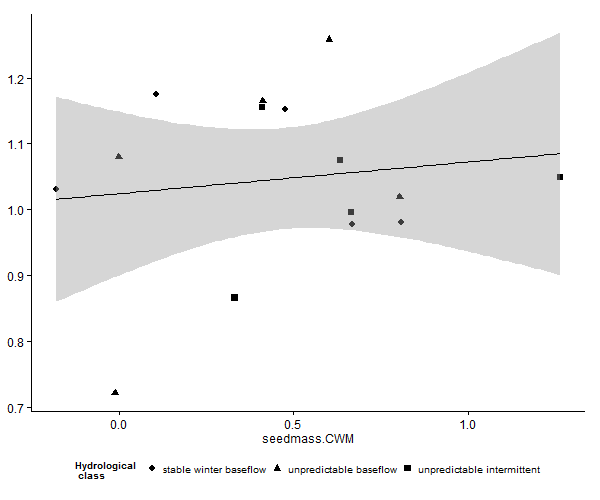 1.2
1.1
1.0
0.9
0.8
0.7
0.0 0.5 1.0
seedmass.CWM
Hydrological
class
stable winter baseflow unpredictable baseflow unpredictable intermittent